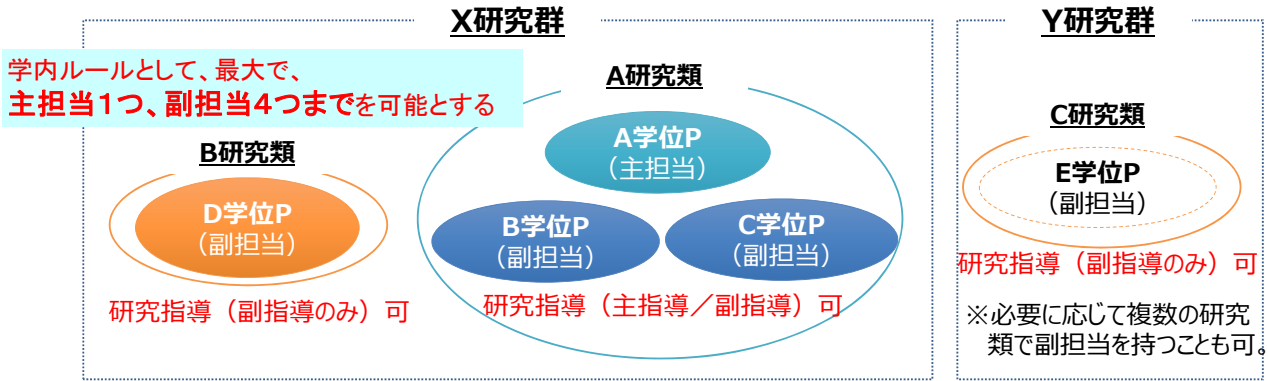 X研究群
学内ルールとして、最大で、
主担当１つ、副担当４つまでを可能とする
B研究類
D学位P
（副担当）
研究指導（副指導のみ）可
A研究類
A学位P
（主担当）
B学位P
（副担当）
C学位P
（副担当）
研究指導（主指導／副指導）可
Y研究群
C研究類
E学位P
（副担当）
研究指導（副指導のみ）可
※必要に応じて複数の研究
類で副担当を持つことも可。